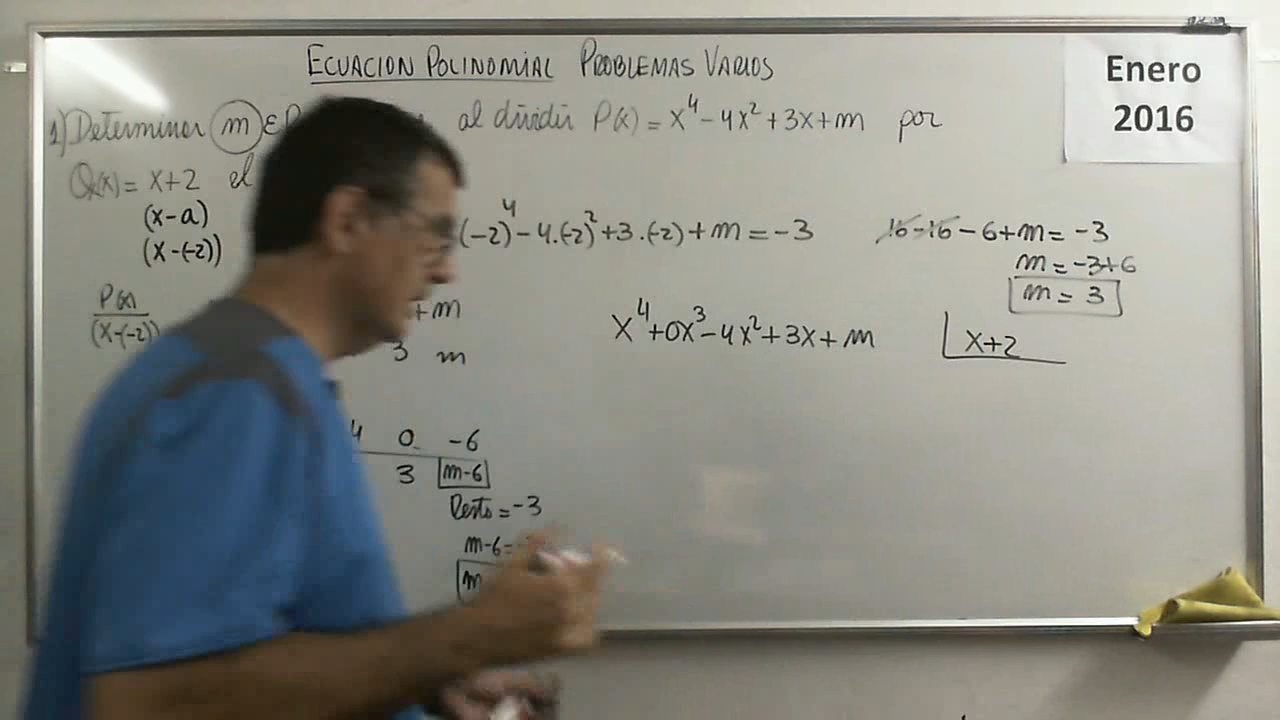 ECUACION POLINOMIAL PROBLEMAS VARIOS
Enero
2016
1) Determinar m ∈ al dividir P(x) = x⁴ - 4x² + 3x + m por
Q(x) = x+2 el
(x-a)
(x-(-2))
(-2)⁴ - 4.(-2)² + 3.(-2) + m = -3
16 - 16 - 6 + m = -3
m = -3+6
m = 3
P(x)
(x-(-2))
+m
3 m
x⁴ + 0x³ - 4x² + 3x + m
x+2
4 0 -6
3 m-6
Resto = -3
m-6 =
m